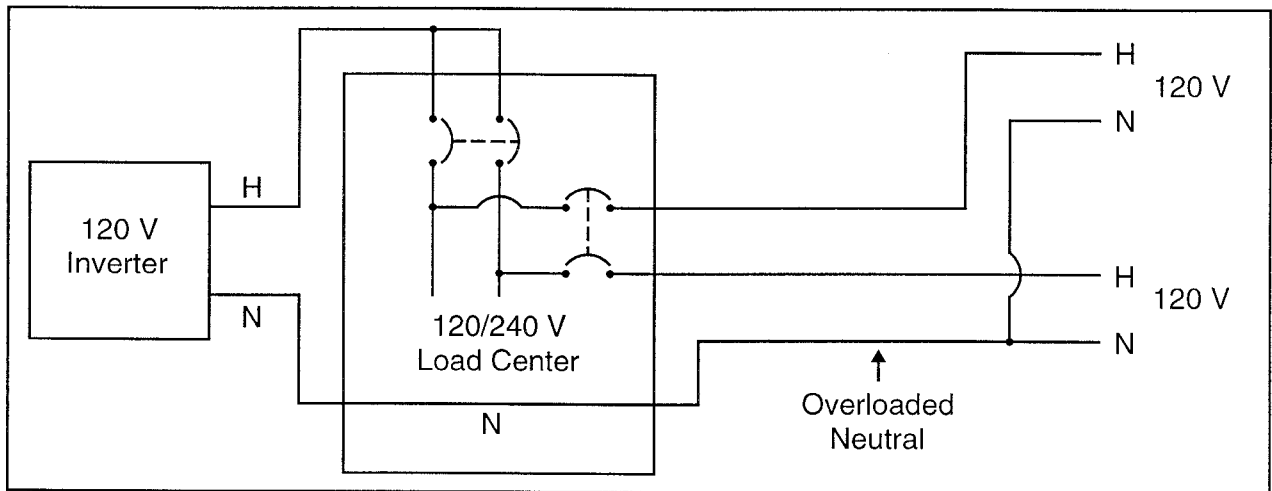 H
120 V
N
H
120 V
Inverter
N
120/240 V
Load Center
N
H
120 V
N
Overloaded
Neutral